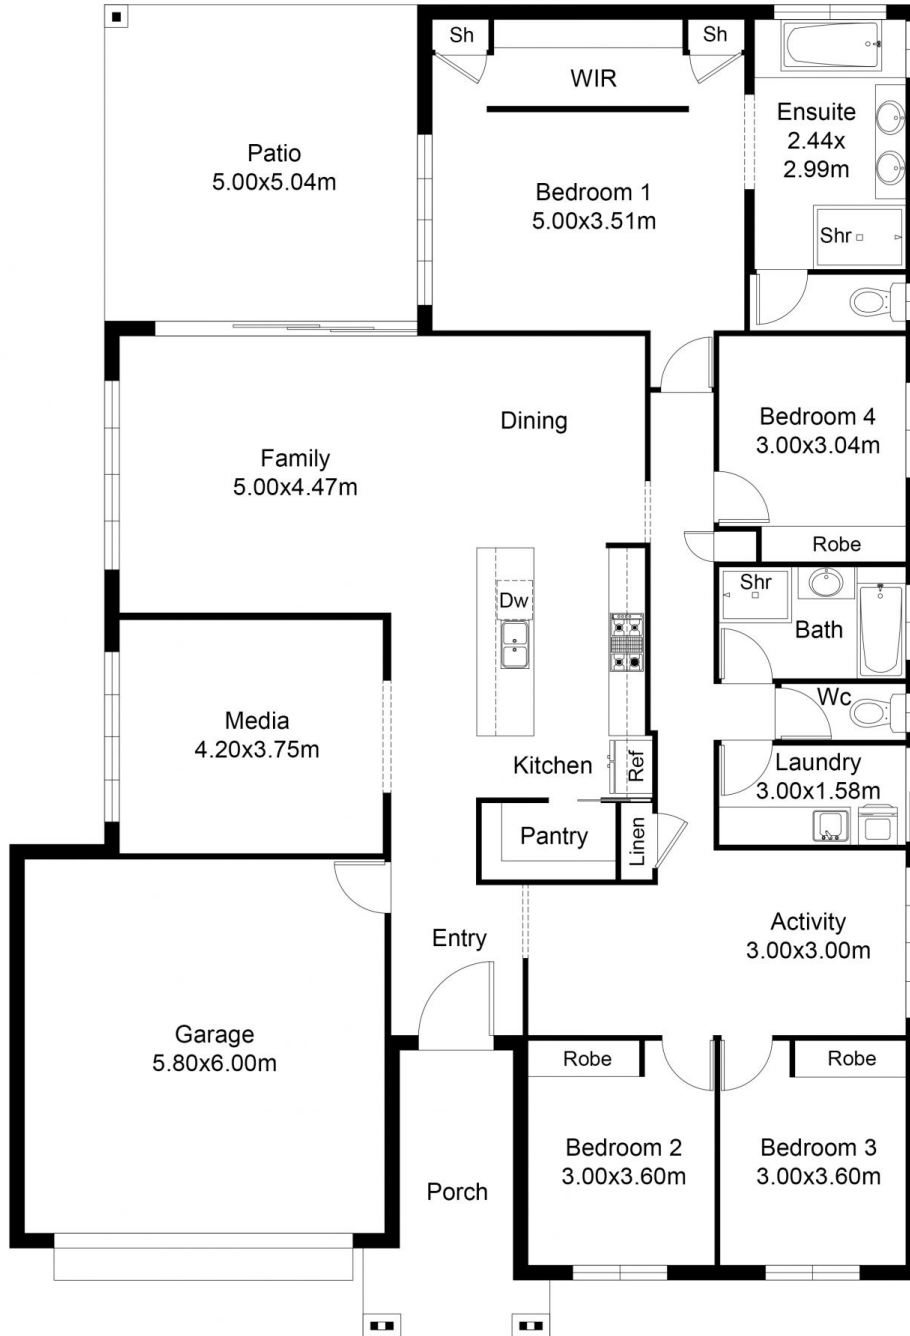 Sh
Sh
WIR
Ensuite
2.44x
2.99m
Patio
5.00x5.04m
Bedroom 1
5.00x3.51m
Shr
Dining
Bedroom 4
3.00x3.04m
Family
5.00x4.47m
Robe
Shr
Dw
Bath
Wc
Media
4.20x3.75m
Kitchen
Ref
Laundry
3.00x1.58m
Pantry
Linen
Activity
3.00x3.00m
Entry
Garage
5.80x6.00m
Robe
Robe
Bedroom 2
3.00x3.60m
Bedroom 3
3.00x3.60m
Porch